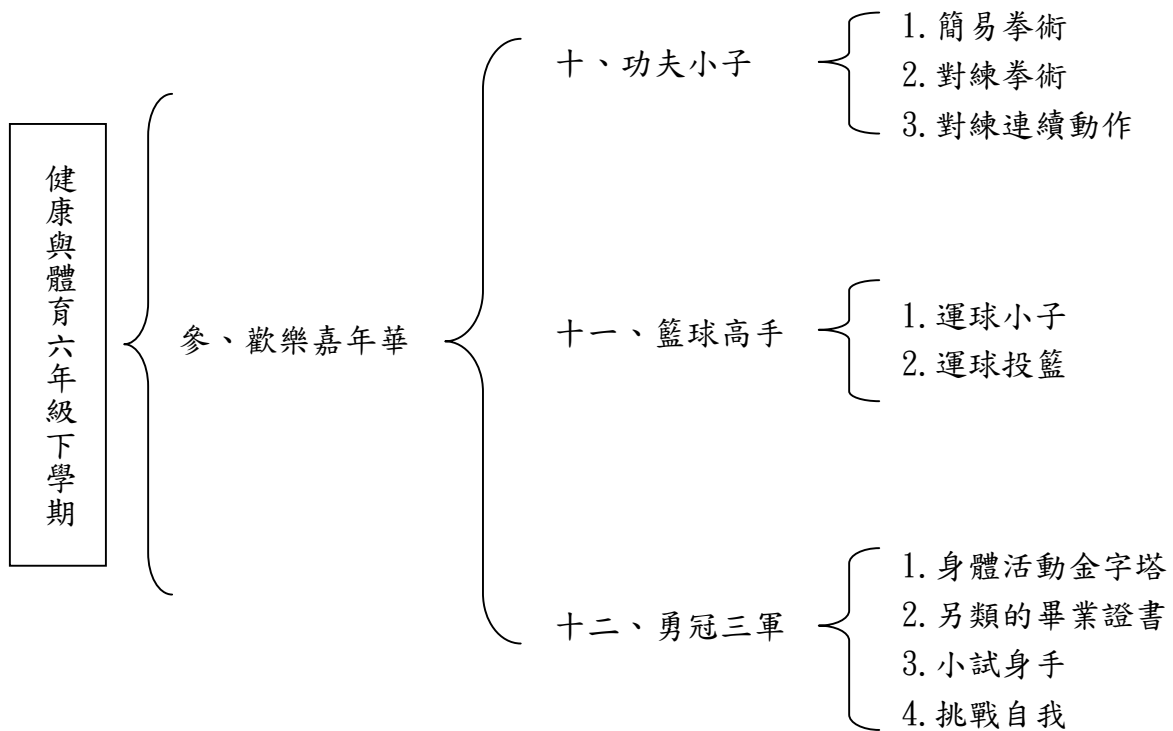 健康與體育六年級下學期
參、歡樂嘉年華
十、功夫小子
1.簡易拳術
2.對練拳術
3.對練連續動作
十一、籃球高手
1.運球小子
2.運球投籃
十二、勇冠三軍
1.身體活動金字塔
2.另類的畢業證書
3.小試身手
4.挑戰自我